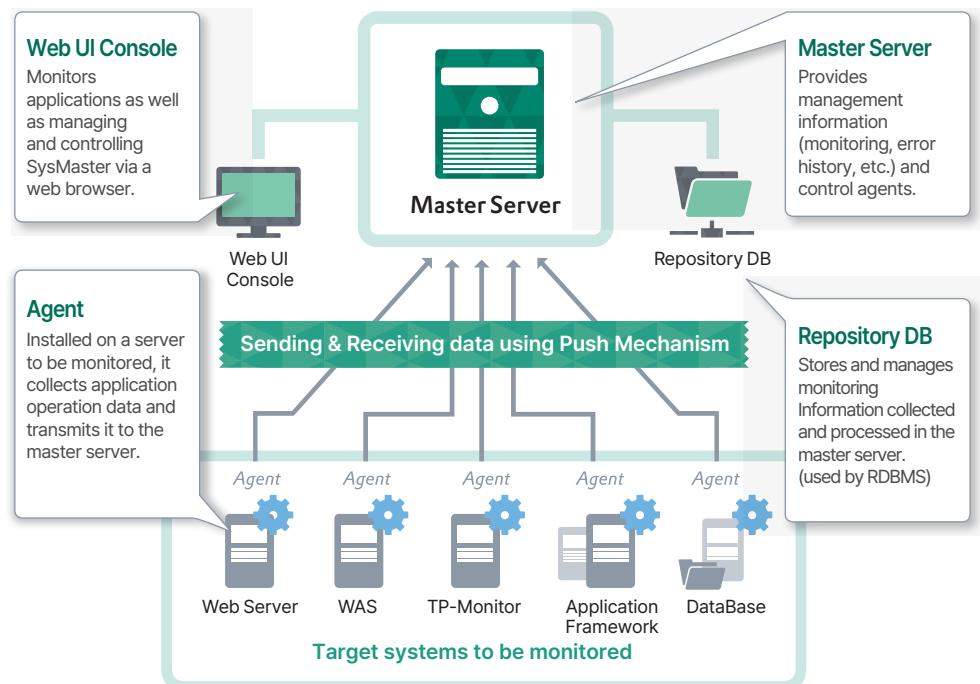 Web UI Console
Monitors
applications as well
as managing
and controlling
SysMaster via a
web browser.
Master Server
Master Server
Provides
management
information
(monitoring, error
history, etc.) and
control agents.
Web UI
Console
Repository DB
Agent
Installed on a server
to be monitored, it
collects application
operation data and
transmits it to the
master server.
Sending & Receiving data using Push Mechanism
Repository DB
Stores and manages
monitoring
Information collected
and processed in the
master server.
(used by RDBMS)
Agent
Agent
Agent
Agent
Agent
Web Server
WAS
TP-Monitor
Application
Framework
DataBase
Target systems to be monitored